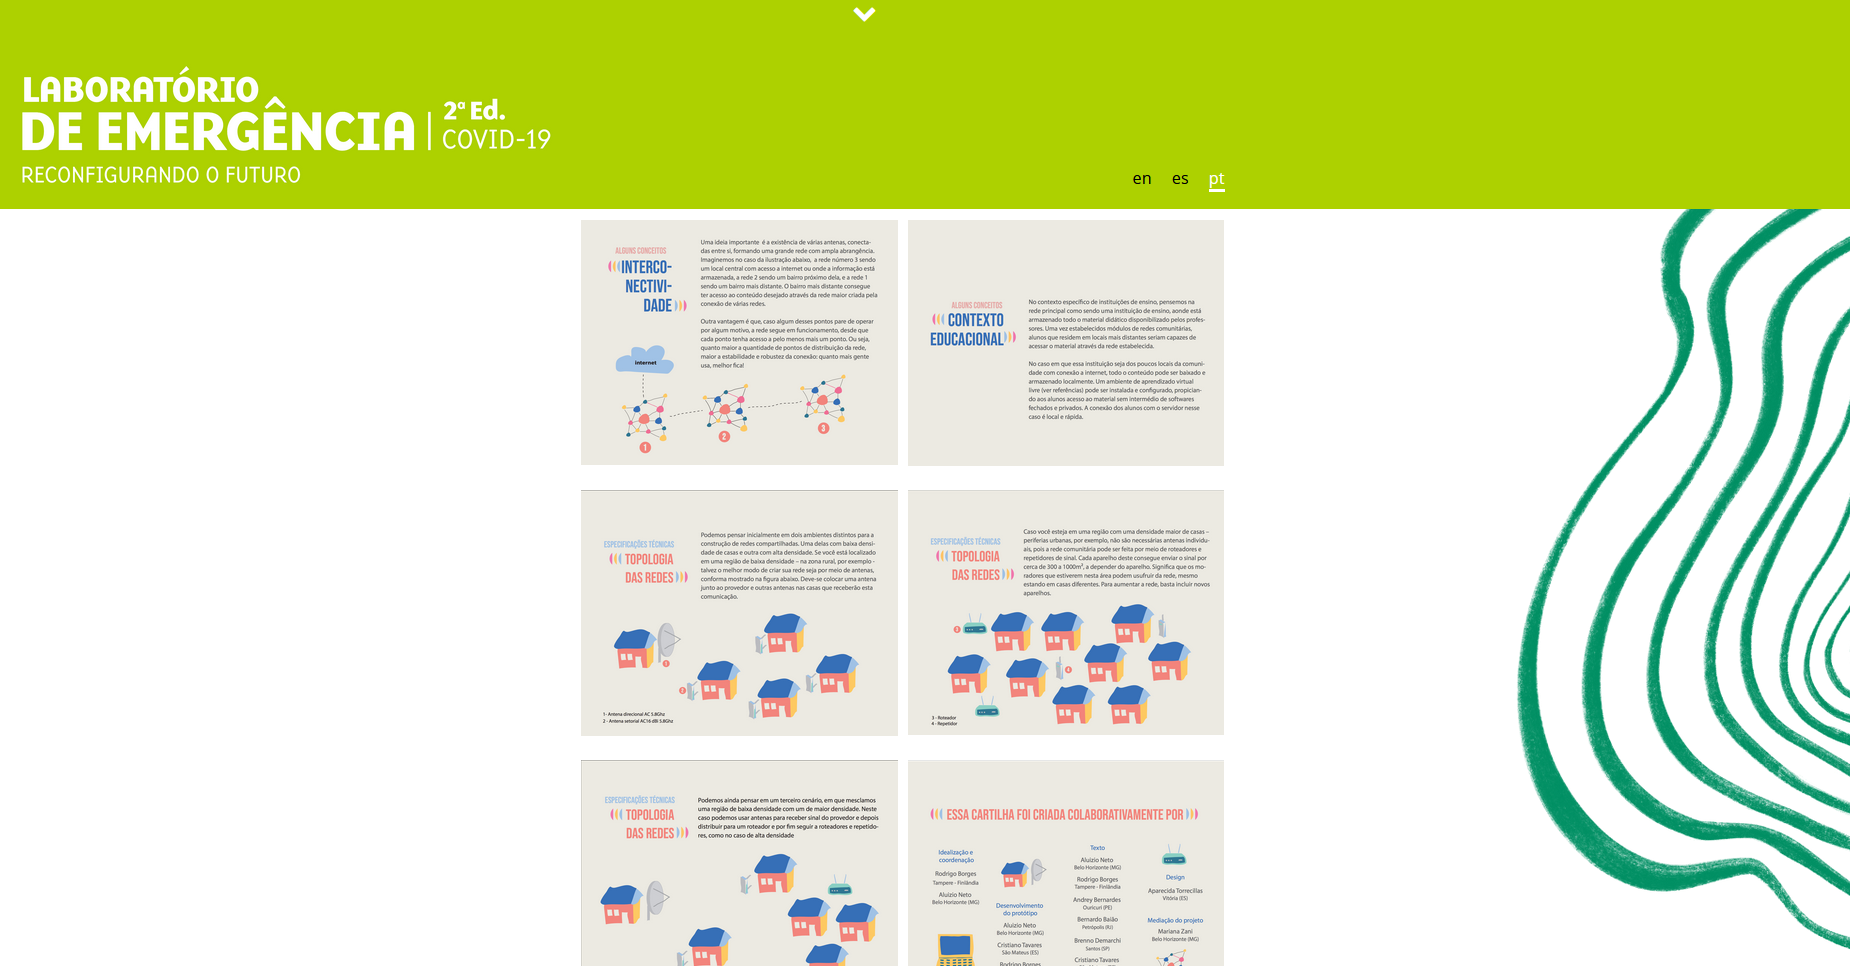 LABORATÓRIO
DE EMERGÊNCIA
2ª Ed.
COVID-19
RECONFIGURANDO O FUTURO
en es pt
ALGUNS CONCEITOS
INTERCO-
NECTIVI-
DADE
Uma ideia importante é a existência de várias antenas, conecta-
das entre si, formando uma grande rede com ampla abrangência.
Imaginemos no caso da ilustração abaixo, a rede número 3 sendo
um local central com acesso a internet ou onde a informação está
armazenada, a rede 2 sendo um bairro próximo dela, e a rede 1
sendo um bairro mais distante. O bairro mais distante consegue
ter acesso ao conteúdo desejado através da rede maior criada pela
conexão de várias redes.
Outra vantagem é que, caso algum desses pontos pare de operar
por algum motivo, a rede segue em funcionamento, desde que
cada ponto tenha acesso a pelo menos mais um ponto. Ou seja,
quanto maior a quantidade de pontos de distribuição da rede,
maior a estabilidade e robustez da conexão: quanto mais gente
usa, melhor fica!
internet
1
2
3
ALGUNS CONCEITOS
CONTEXTO
EDUCACIONAL
No contexto específico de instituições de ensino, pensemos na
rede principal como sendo uma instituição de ensino, aonde está
armazenado todo o material didático disponibilizado pelos profes-
sores. Uma vez estabelecidos módulos de redes comunitárias,
alunos que residem em locais mais distantes seriam capazes de
acessar o material através da rede estabelecida.
No caso em que essa instituição seja dos poucos locais da comuni-
dade com conexão a internet, todo o conteúdo pode ser baixado e
armazenado localmente. Um ambiente de aprendizado virtual
livre (ver referências) pode ser instalada e configurado, propician-
do aos alunos acesso ao material sem intermédio de softwares
fechados e privados. A conexão dos alunos com o servidor nesse
caso é local e rápida.
ESPECIFICAÇÕES TÉCNICAS
TOPOLOGIA
DAS REDES
Podemos pensar inicialmente em dois ambientes distintos para a
construção de redes compartilhadas. Uma delas com baixa densi-
dade de casas e outra com alta densidade. Se você está localizado
em uma região de baixa densidade – na zona rural, por exemplo -
talvez o melhor modo de criar sua rede seja por meio de antenas,
conforme mostrado na figura abaixo. Deve-se colocar uma antena
junto ao provedor e outras antenas nas casas que receberão esta
comunicação.
1
2
1- Antena direcional AC 5.8Ghz
2 - Antena setorial AC16 dBi 5.8Ghz
ESPECIFICAÇÕES TÉCNICAS
TOPOLOGIA
DAS REDES
Caso você esteja em uma região com uma densidade maior de casas –
periferias urbanas, por exemplo, não são necessárias antenas individu-
ais, pois a rede comunitária pode ser feita por meio de roteadores e
repetidores de sinal. Cada aparelho deste consegue enviar o sinal por
cerca de 300 a 1000m², a depender do aparelho. Significa que os mo-
radores que estiverem nesta área podem usufruir da rede, mesmo
estando em casas diferentes. Para aumentar a rede, basta incluir novos
aparelhos.
3
4
3 - Roteador
4 - Repetidor
ESPECIFICAÇÕES TÉCNICAS
TOPOLOGIA
DAS REDES
Podemos ainda pensar em um terceiro cenário, em que mesclamos
uma região de baixa densidade com um de maior densidade. Neste
caso podemos usar antenas para receber sinal do provedor e depois
distribuir para um roteador e por fim seguir a roteadores e repetido-
res, como no caso de alta densidade
ESSA CARTILHA FOI CRIADA COLABORATIVAMENTE POR
Idealização e
coordenação
Rodrigo Borges
Tampere - Finlândia
Aluizio Neto
Belo Horizonte (MG)
Desenvolvimento
do protótipo
Aluizio Neto
Belo Horizonte (MG)
Cristiano Tavares
São Mateus (ES)
Rodrigo Borges
Texto
Aluizio Neto
Belo Horizonte (MG)
Rodrigo Borges
Tampere - Finlândia
Andrey Bernardes
Ouricuri (PE)
Bernardo Baião
Petrópolis (RJ)
Brenno Demarchi
Santos (SP)
Cristiano Tavares
Design
Aparecida Torrecillas
Vitória (ES)
Mediação do projeto
Mariana Zani
Belo Horizonte (MG)